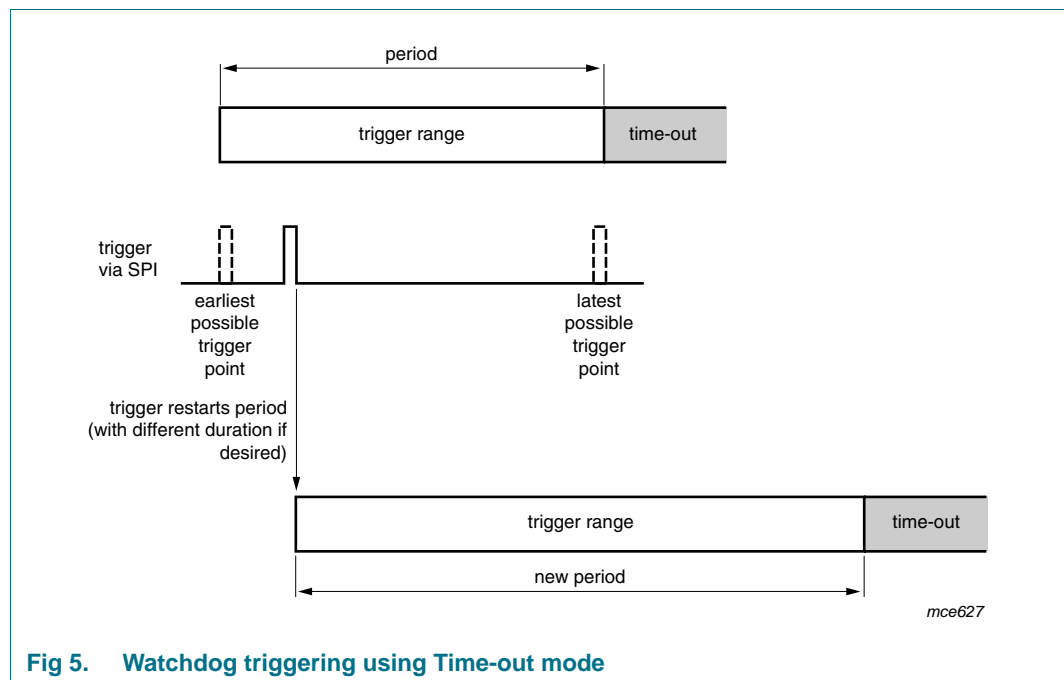 period
trigger range
time-out
trigger
via SPI
earliest
possible
trigger
point
latest
possible
trigger
point
trigger restarts period
(with different duration if
desired)
trigger range
time-out
new period
mce627
Fig 5. Watchdog triggering using Time-out mode